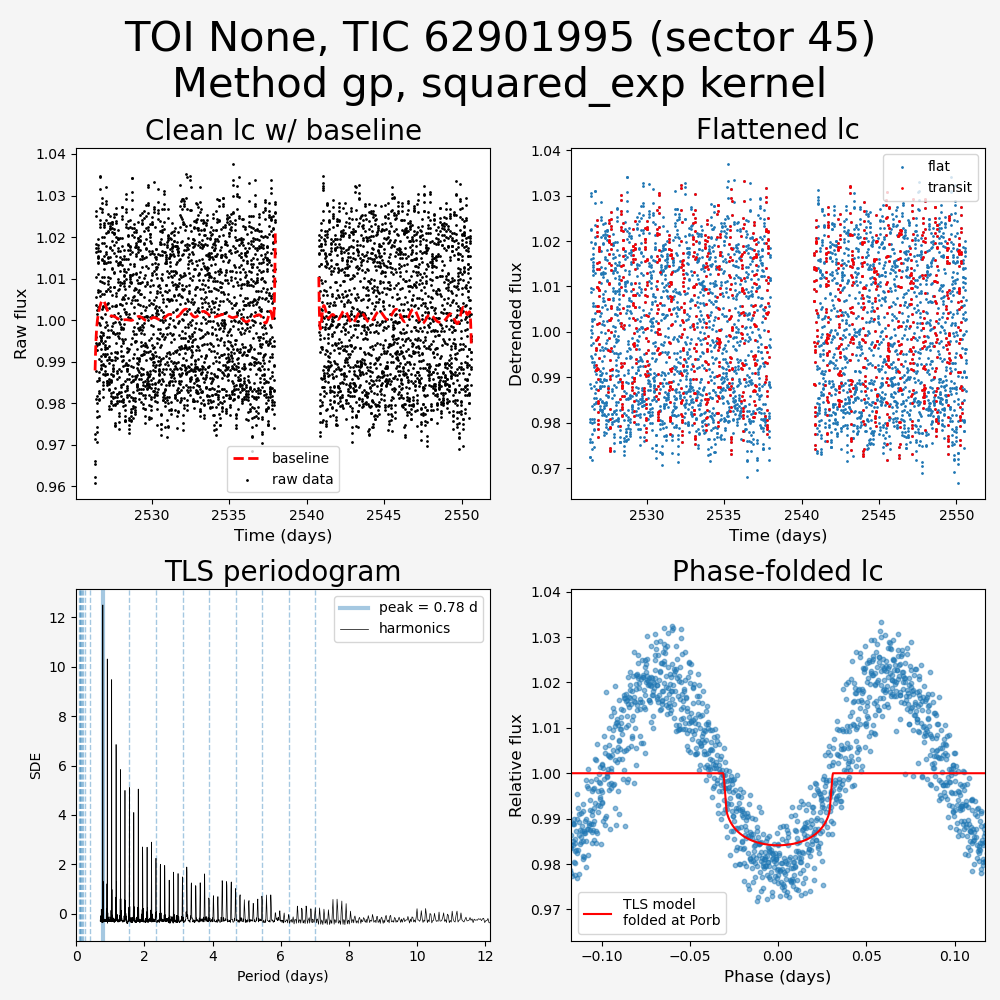 TOI None, TIC 62901995 (sector 45)
Method gp, squared_exp kernel
Clean lc w/ baseline
1.04
1.03
1.02
1.01
1.00
0.99
0.98
0.97
0.96
Raw flux
baseline
raw data
2530
2535
2540
2545
2550
Time (days)
Flattened lc
1.04
1.03
1.02
1.01
1.00
0.99
0.98
0.97
Detrended flux
flat
transit
2530
2535
2540
2545
2550
Time (days)
TLS periodogram
12
10
8
6
4
2
0
SDE
peak = 0.78 d
harmonics
0
2
4
6
8
10
12
Period (days)
Phase-folded lc
1.04
1.03
1.02
1.01
1.00
0.99
0.98
0.97
Relative flux
TLS model
folded at Porb
−0.10
−0.05
0.00
0.05
0.10
Phase (days)